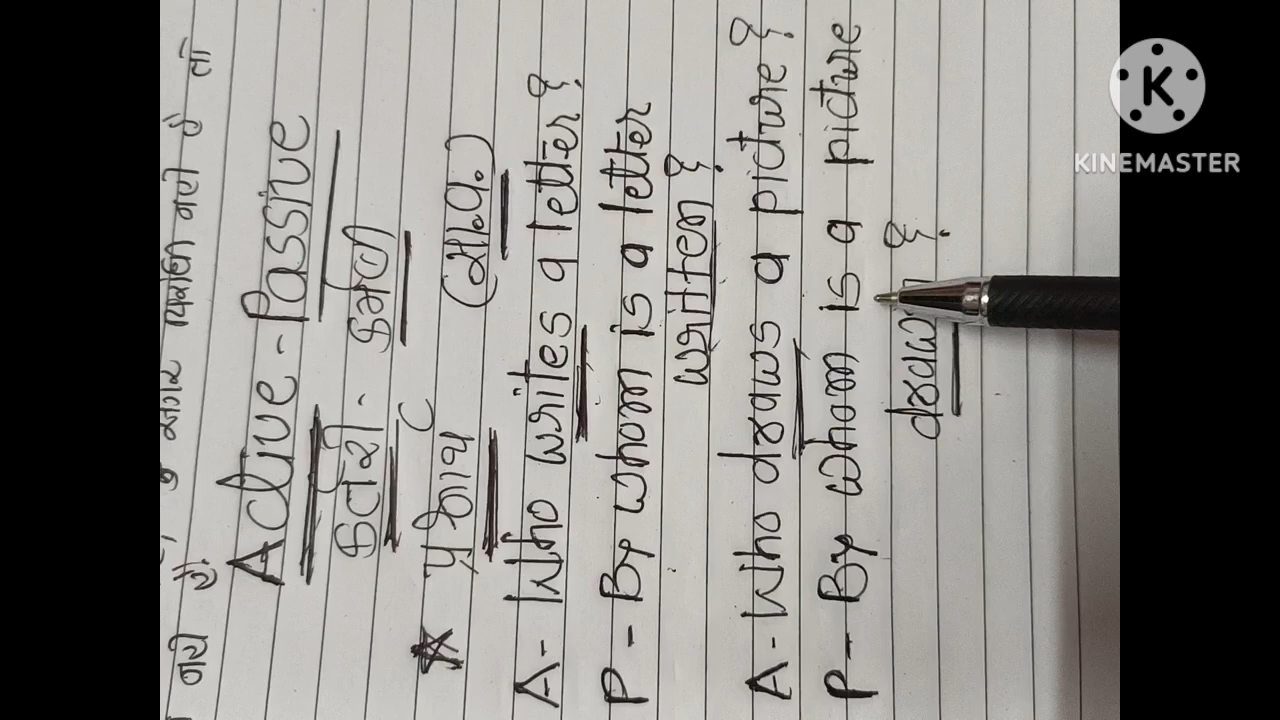 Active - Passive
કર્તરી - કર્મણી
પ્રશ્નાર્થ (સા.વ.)
A - Who writes a letter?
P - By whom is a letter
written?
A - Who draws a picture?
P - By whom is a picture
drawn?
KINEMASTER